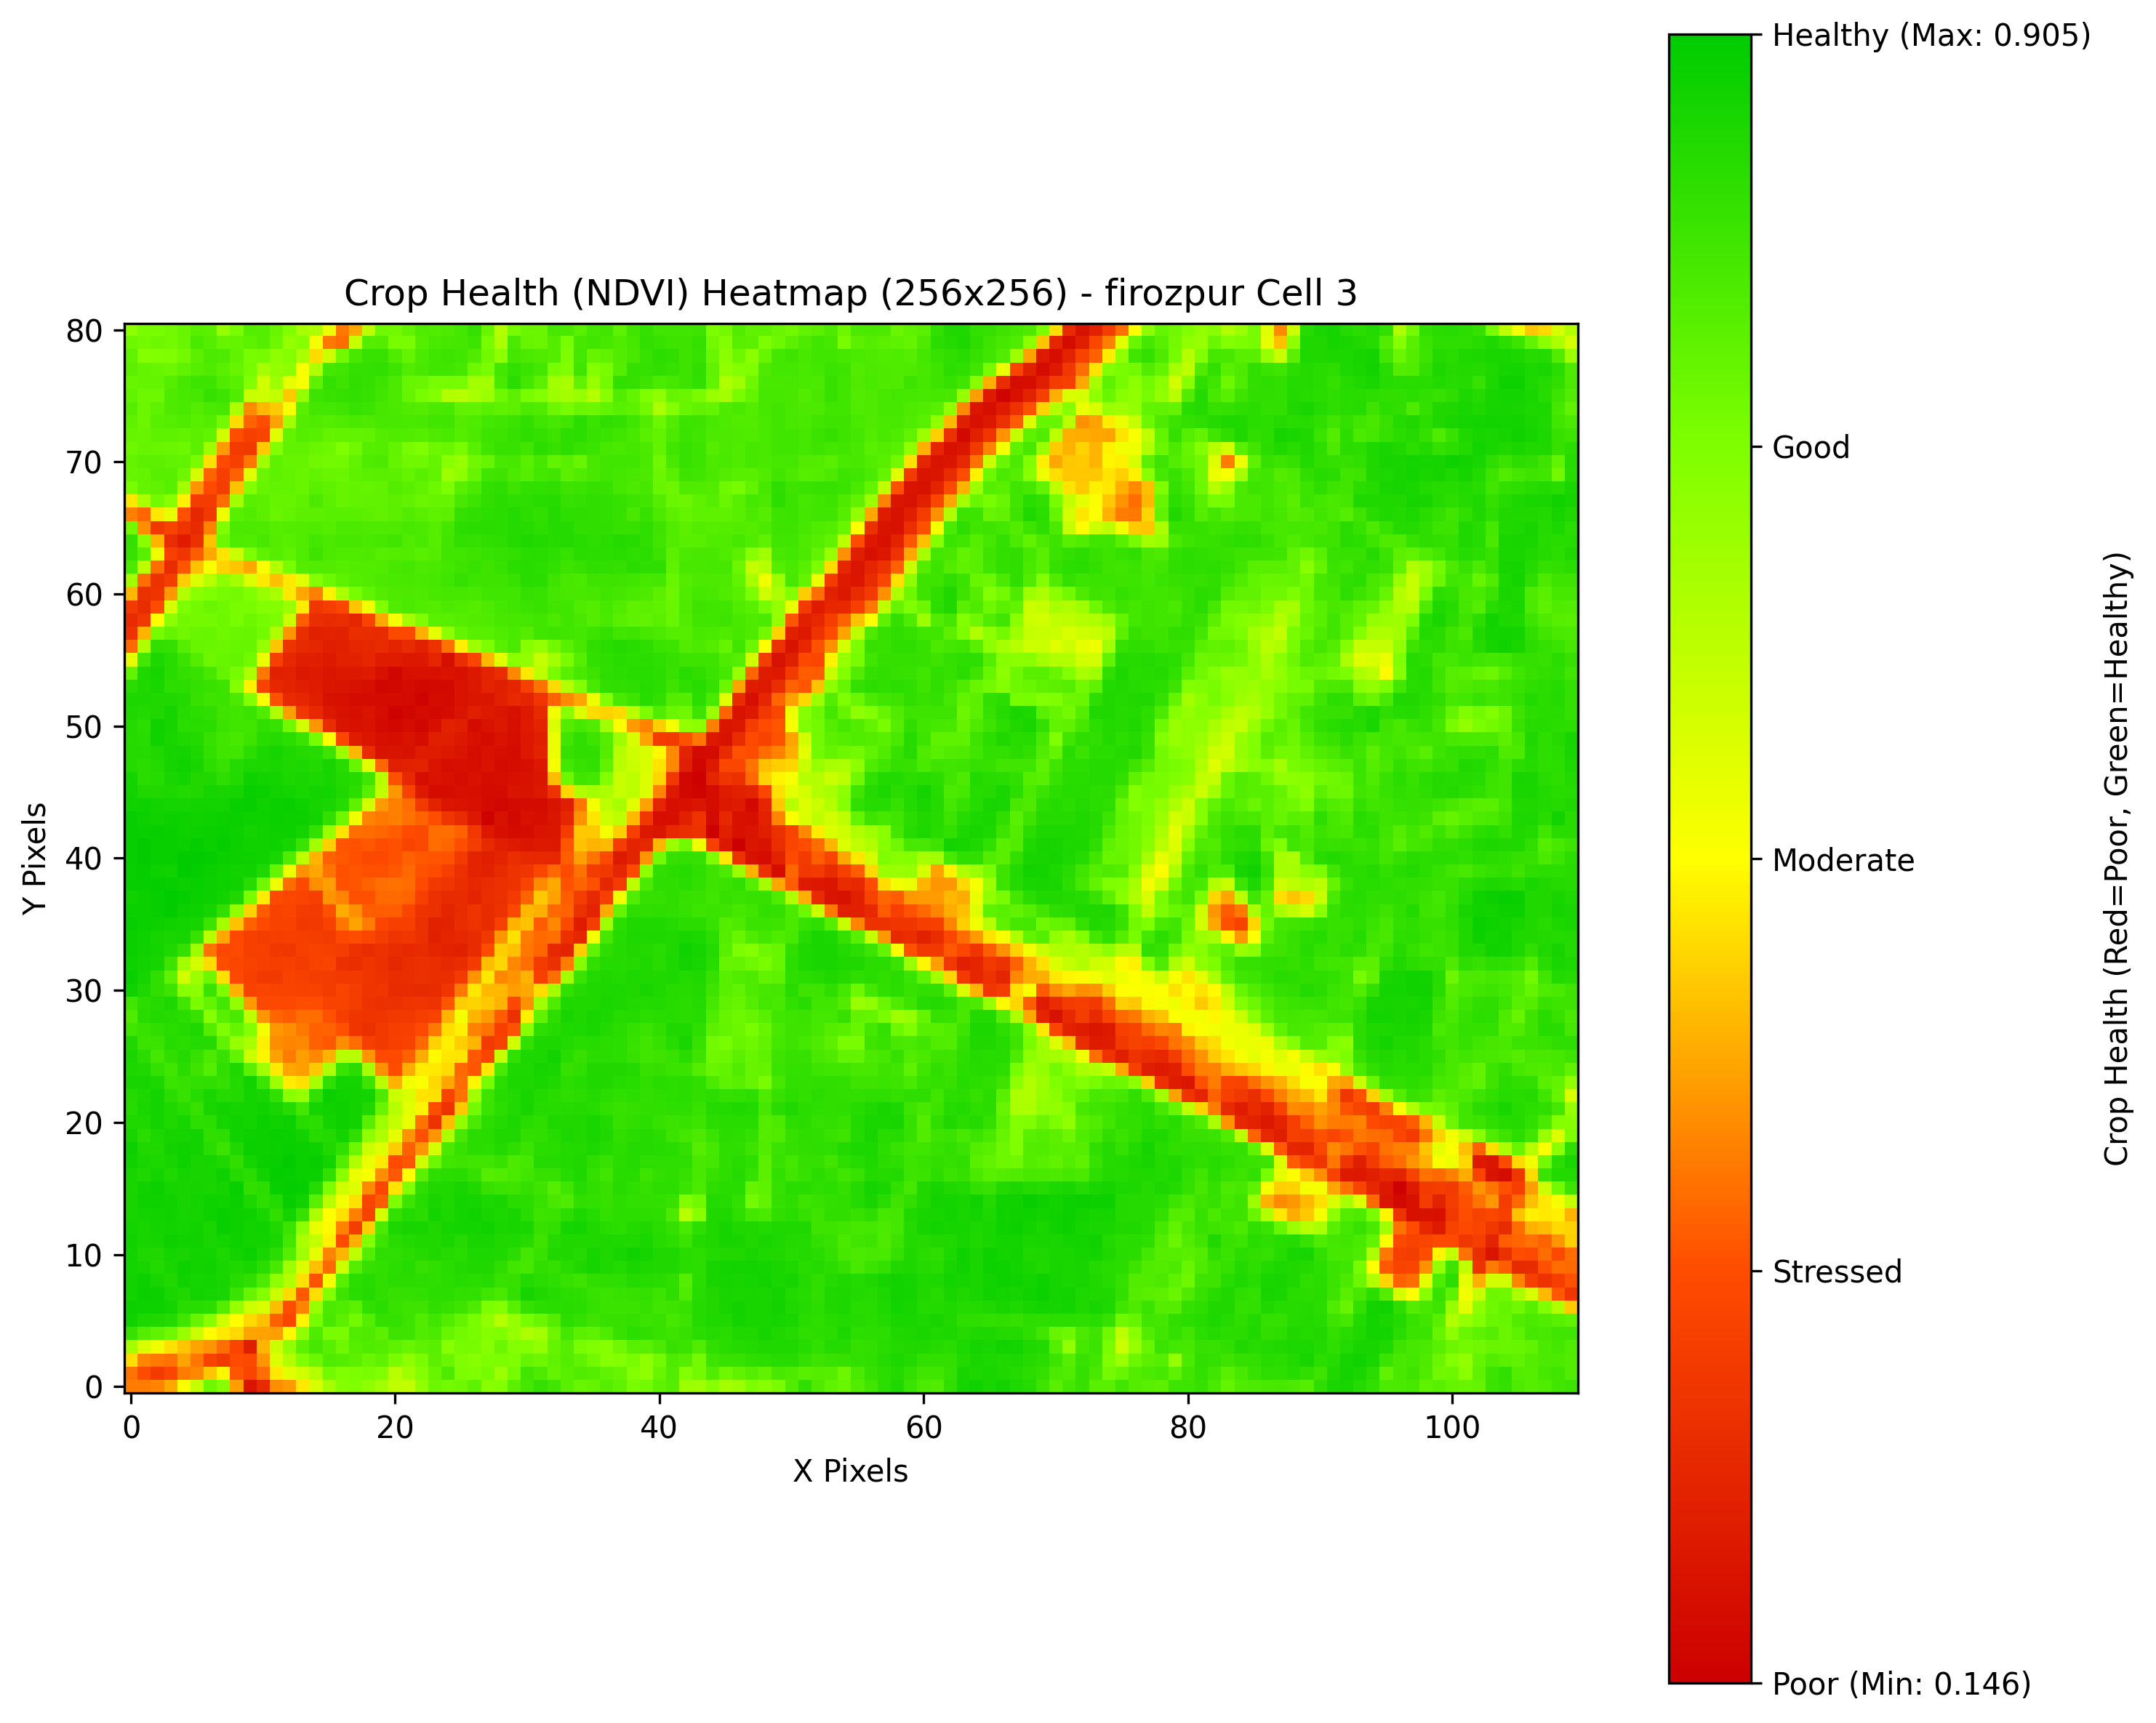 Crop Health (NDVI) Heatmap (256x256) - firozpur Cell 3
80
70
60
50
40
30
20
10
0
Y Pixels
0 20 40 60 80 100
X Pixels
Healthy (Max: 0.905)
Good
Moderate
Stressed
Poor (Min: 0.146)
Crop Health (Red=Poor, Green=Healthy)